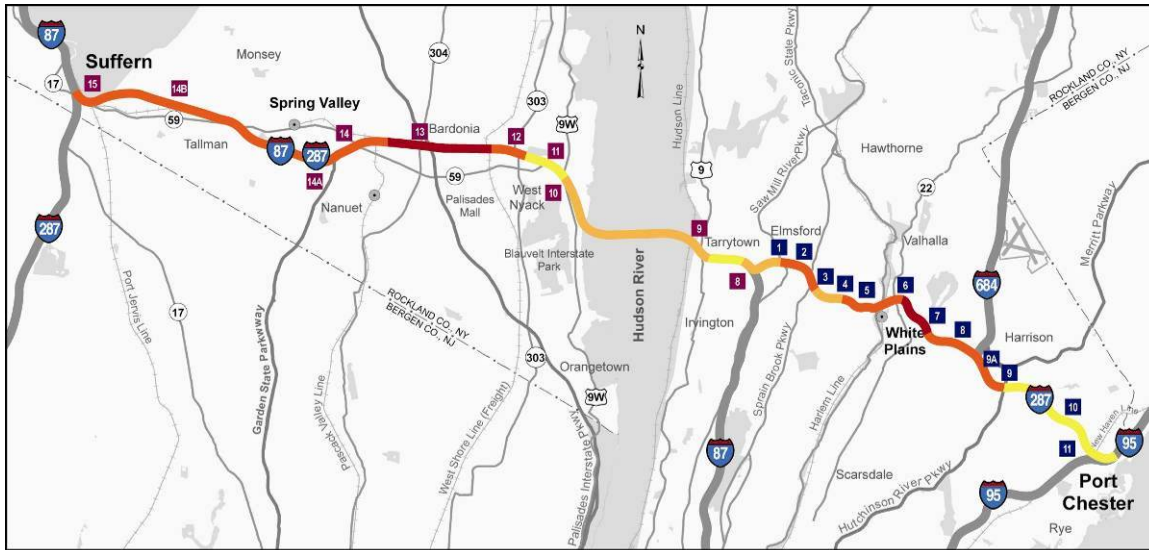 87
Suffern
17
15
14B
Monsey
304
59
Spring Valley
Tallman
87
287
14
14A
13
Bardonia
303
9W
12
11
10
59
Nanuet
Palisades
Mall
West
Nyack
Blauvelt Interstate
Park
287
Port Jervis Line
17
Garden State Parkwway
Pascack Valley Line
ROCKLAND CO., NY
BERGEN CO., NJ
West Shore Line (Freight)
303
Orangetown
9W
Palisades Interstate Pkwy
N
Hudson River
Hudson Line
9
9
Tarrytown
8
Irvington
Taconic State Pkwy
Saw Mill River Pkwy
Elmsford
1
2
3
4
5
6
7
8
9A
9
10
11
Hawthorne
22
Valhalla
White
Plains
684
Harrison
Merritt Parkway
ROCKLAND CO., NY
BERGEN CO., NJ
287
87
Sprain Brook Pkwy
Harlem Line
Scarsdale
Hutchinson River Pkwy
95
95
Port
Chester
Rye